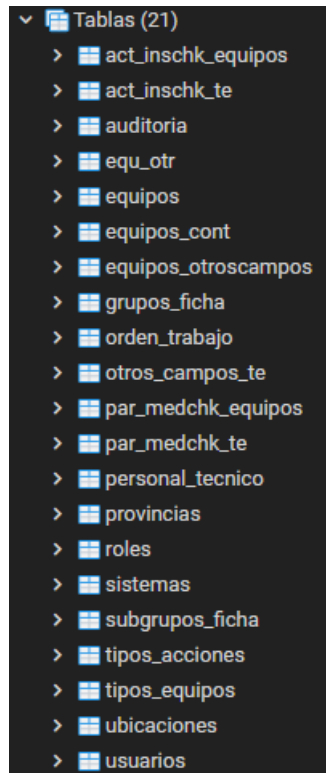 Tablas (21)
act_inschk_equipos
act_inschk_te
auditoria
equ_otr
equipos
equipos_cont
equipos_otroscampos
grupos_ficha
orden_trabajo
otros_campos_te
par_medchk_equipos
par_medchk_te
personal_tecnico
provincias
roles
sistemas
subgrupos_ficha
tipos_acciones
tipos_equipos
ubicaciones
usuarios